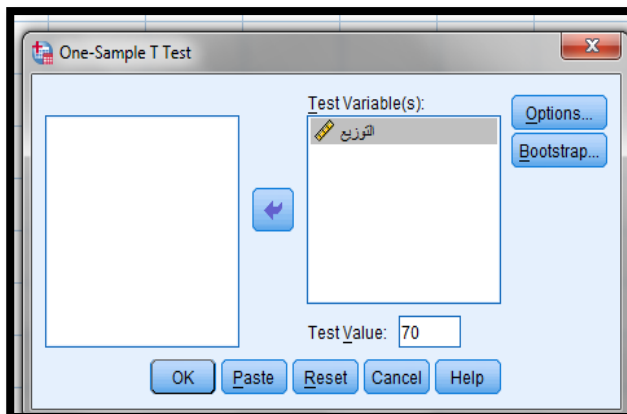 One-Sample T Test
Test Variable(s):
التوزيع
Options...
Bootstrap...
Test Value: 70
OK Paste Reset Cancel Help